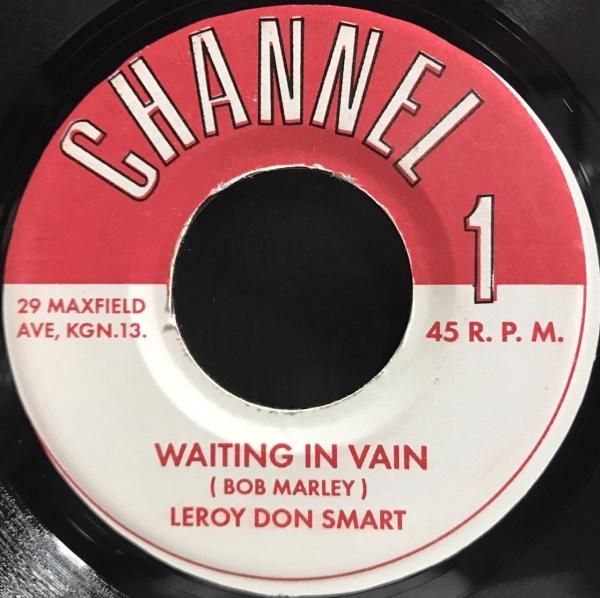 CHANNEL
1
29 MAXFIELD
AVE, KGN.13.
45 R. P. M.
WAITING IN VAIN
( BOB MARLEY )
LEROY DON SMART